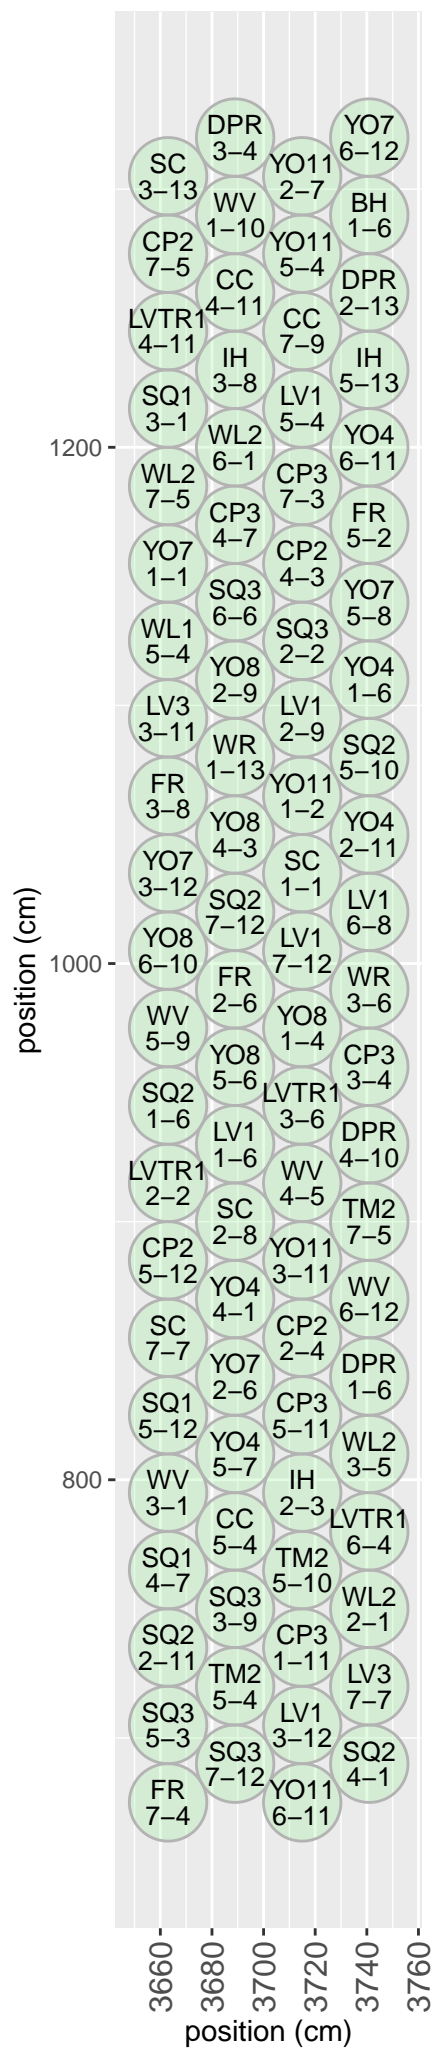 DPR
3–4
YO7
6–12
SC
3–13
YO11
2–7
WV
1–10
BH
1–6
CP2
7–5
YO11
5–4
CC
4–11
DPR
2–13
LVTR1
4–11
CC
7–9
IH
3–8
IH
5–13
SQ1
3–1
LV1
5–4
WL2
6–1
YO4
6–11
1200
WL2
7–5
CP3
7–3
CP3
4–7
FR
5–2
YO7
1–1
CP2
4–3
SQ3
6–6
YO7
5–8
WL1
5–4
SQ3
2–2
YO8
2–9
YO4
1–6
LV3
3–11
LV1
2–9
WR
1–13
SQ2
5–10
FR
3–8
YO11
1–2
YO8
4–3
YO4
2–11
YO7
3–12
SC
1–1
SQ2
7–12
LV1
6–8
YO8
6–10
LV1
7–12
1000
FR
2–6
WR
3–6
WV
5–9
YO8
1–4
YO8
5–6
CP3
3–4
SQ2
1–6
LVTR1
3–6
LV1
1–6
DPR
4–10
LVTR1
2–2
WV
4–5
SC
2–8
TM2
7–5
CP2
5–12
YO11
3–11
YO4
4–1
WV
6–12
SC
7–7
CP2
2–4
YO7
2–6
DPR
1–6
SQ1
5–12
CP3
5–11
YO4
5–7
WL2
3–5
800
WV
3–1
IH
2–3
CC
5–4
LVTR1
6–4
SQ1
4–7
TM2
5–10
SQ3
3–9
WL2
2–1
SQ2
2–11
CP3
1–11
TM2
5–4
LV3
7–7
SQ3
5–3
LV1
3–12
SQ3
7–12
SQ2
4–1
FR
7–4
YO11
6–11
position (cm)
3660
3680
3700
3720
3740
3760
position (cm)